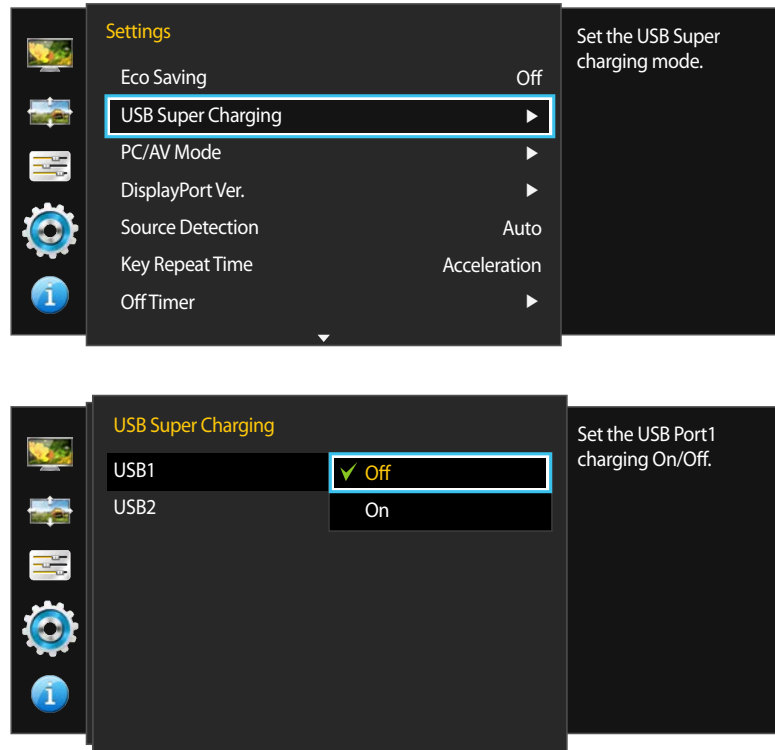 Settings
Eco Saving Off
USB Super Charging
PC/AV Mode
DisplayPort Ver.
Source Detection Auto
Key Repeat Time Acceleration
Off Timer
Set the USB Super
charging mode.
USB Super Charging
USB1 Off
USB2 On
Set the USB Port1
charging On/Off.